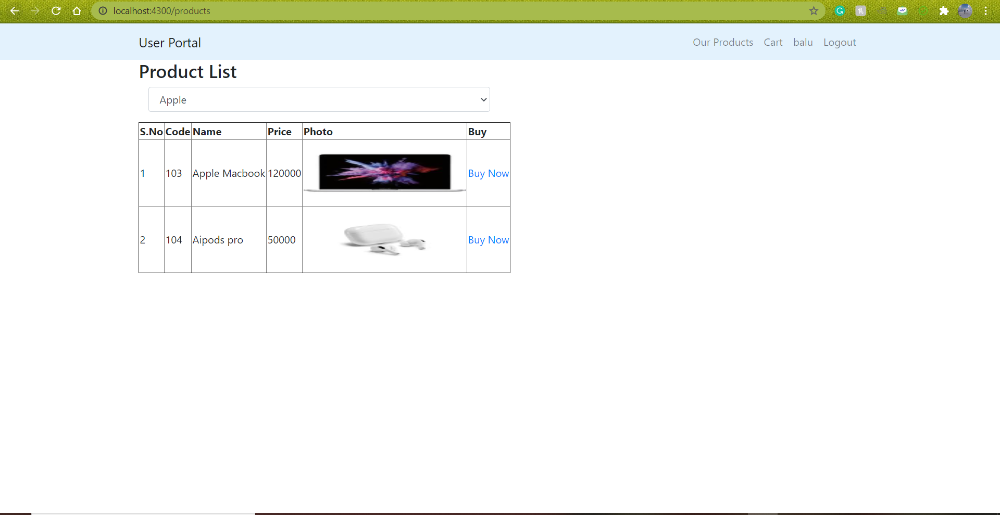 localhost:4300/products
User Portal Our Products Cart balu Logout
Product List
Apple
S.No Code Name Price Photo Buy
1 103 Apple Macbook 120000 Buy Now
2 104 Aipods pro 50000 Buy Now